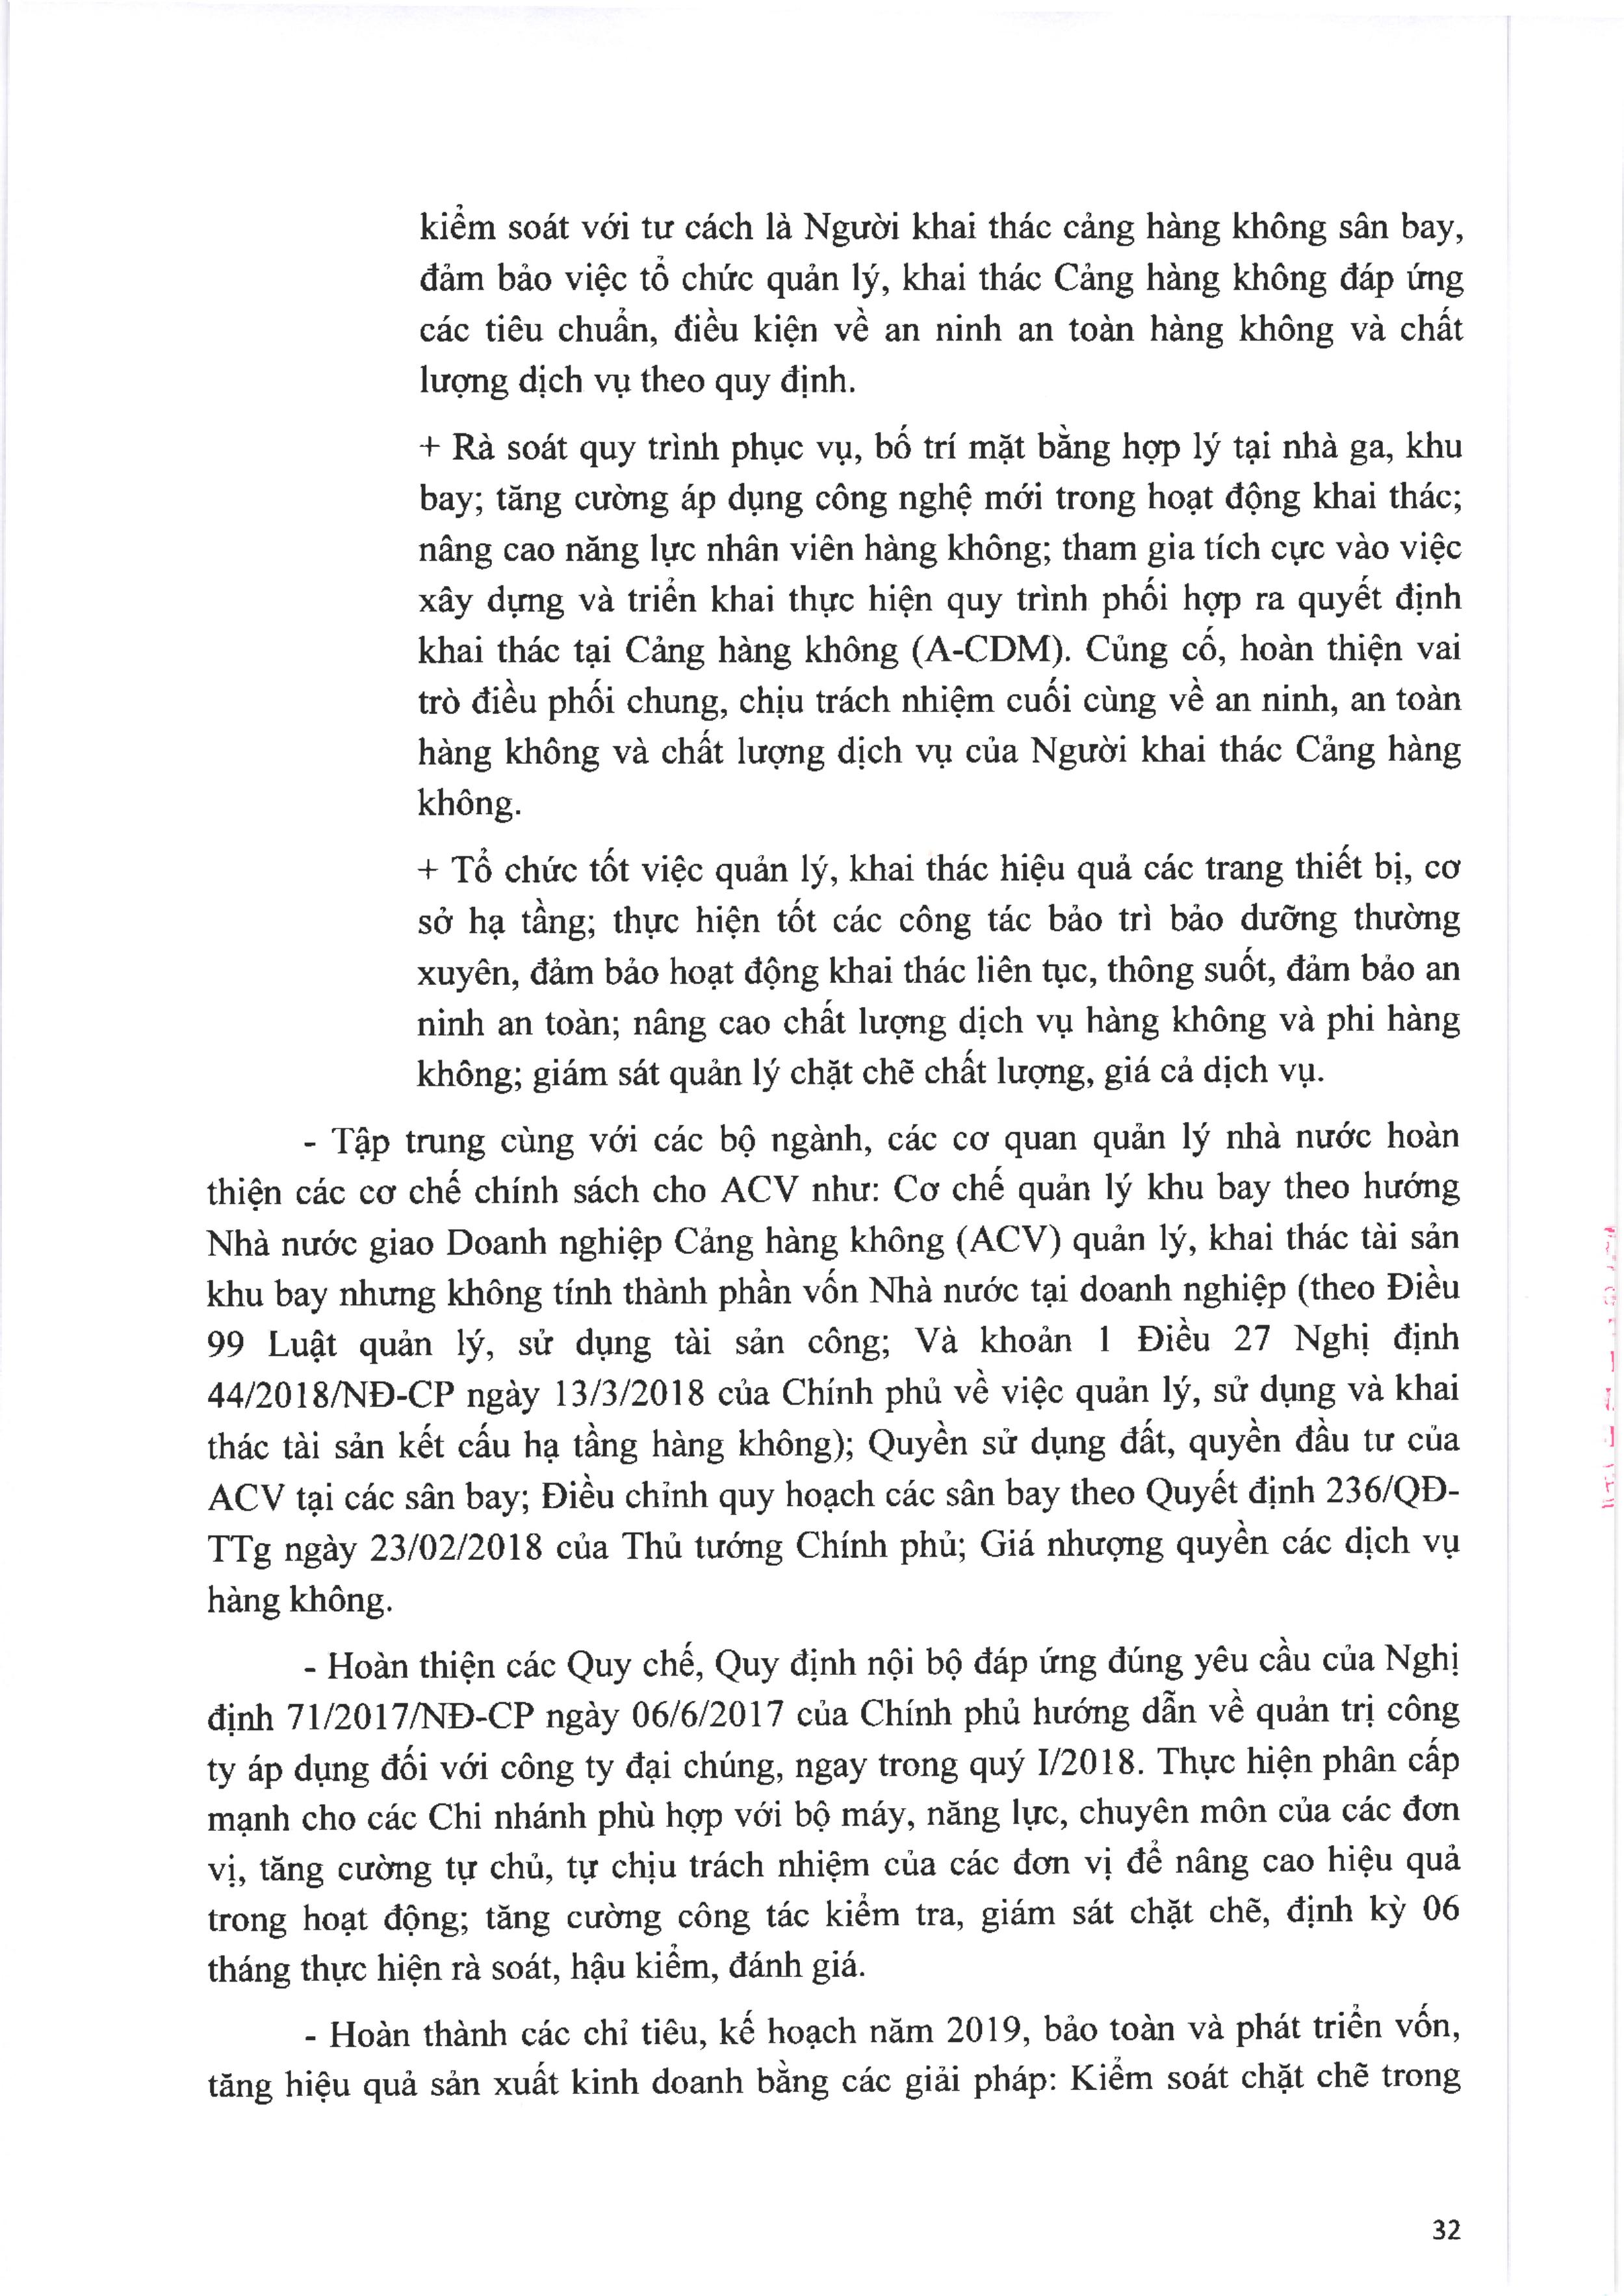 kiểm soát với tư cách là Người khai thác cảng hàng không sân bay,
đảm bảo việc tổ chức quản lý, khai thác Cảng hàng không đáp ứng
các tiêu chuẩn, điều kiện về an ninh an toàn hàng không và chất
lượng dịch vụ theo quy định.
+ Rà soát quy trình phục vụ, bố trí mặt bằng hợp lý tại nhà ga, khu
bay; tăng cường áp dụng công nghệ mới trong hoạt động khai thác;
nâng cao năng lực nhân viên hàng không; tham gia tích cực vào việc
xây dựng và triển khai thực hiện quy trình phối hợp ra quyết định
khai thác tại Cảng hàng không (A-CDM). Củng cố, hoàn thiện vai
trò điều phối chung, chịu trách nhiệm cuối cùng về an ninh, an toàn
hàng không và chất lượng dịch vụ của Người khai thác Cảng hàng
không.
+ Tổ chức tốt việc quản lý, khai thác hiệu quả các trang thiết bị, cơ
sở hạ tầng; thực hiện tốt các công tác bảo trì bảo dưỡng thường
xuyên, đảm bảo hoạt động khai thác liên tục, thông suốt, đảm bảo an
ninh an toàn; nâng cao chất lượng dịch vụ hàng không và phi hàng
không; giám sát quản lý chặt chẽ chất lượng, giá cả dịch vụ.
- Tập trung cùng với các bộ ngành, các cơ quan quản lý nhà nước hoàn
thiện các cơ chế chính sách cho ACV như: Cơ chế quản lý khu bay theo hướng
Nhà nước giao Doanh nghiệp Cảng hàng không (ACV) quản lý, khai thác tài sản
khu bay nhưng không tính thành phần vốn Nhà nước tại doanh nghiệp (theo Điều
99 Luật quản lý, sử dụng tài sản công; Và khoản 1 Điều 27 Nghị định
44/2018/NĐ-CP ngày 13/3/2018 của Chính phủ về việc quản lý, sử dụng và khai
thác tài sản kết cấu hạ tầng hàng không); Quyền sử dụng đất, quyền đầu tư của
ACV tại các sân bay; Điều chỉnh quy hoạch các sân bay theo Quyết định 236/QĐ-
TTg ngày 23/02/2018 của Thủ tướng Chính phủ; Giá nhượng quyền các dịch vụ
hàng không.
- Hoàn thiện các Quy chế, Quy định nội bộ đáp ứng đúng yêu cầu của Nghị
định 71/2017/NĐ-CP ngày 06/6/2017 của Chính phủ hướng dẫn về quản trị công
ty áp dụng đối với công ty đại chúng, ngay trong quý I/2018. Thực hiện phân cấp
mạnh cho các Chi nhánh phù hợp với bộ máy, năng lực, chuyên môn của các đơn
vị, tăng cường tự chủ, tự chịu trách nhiệm của các đơn vị để nâng cao hiệu quả
trong hoạt động; tăng cường công tác kiểm tra, giám sát chặt chẽ, định kỳ 06
tháng thực hiện rà soát, hậu kiểm, đánh giá.
- Hoàn thành các chỉ tiêu, kế hoạch năm 2019, bảo toàn và phát triển vốn,
tăng hiệu quả sản xuất kinh doanh bằng các giải pháp: Kiểm soát chặt chẽ trong
32